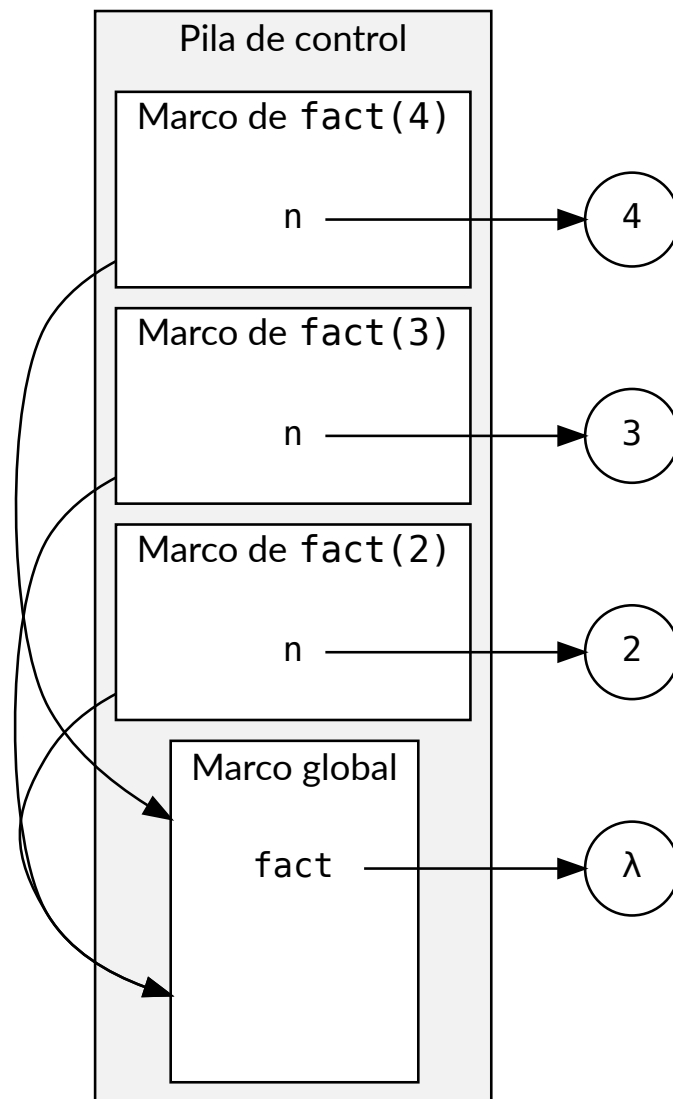 Pila de control
Marco de fact(4)
n
4
Marco de fact(3)
n
3
Marco de fact(2)
n
2
Marco global
fact
λ